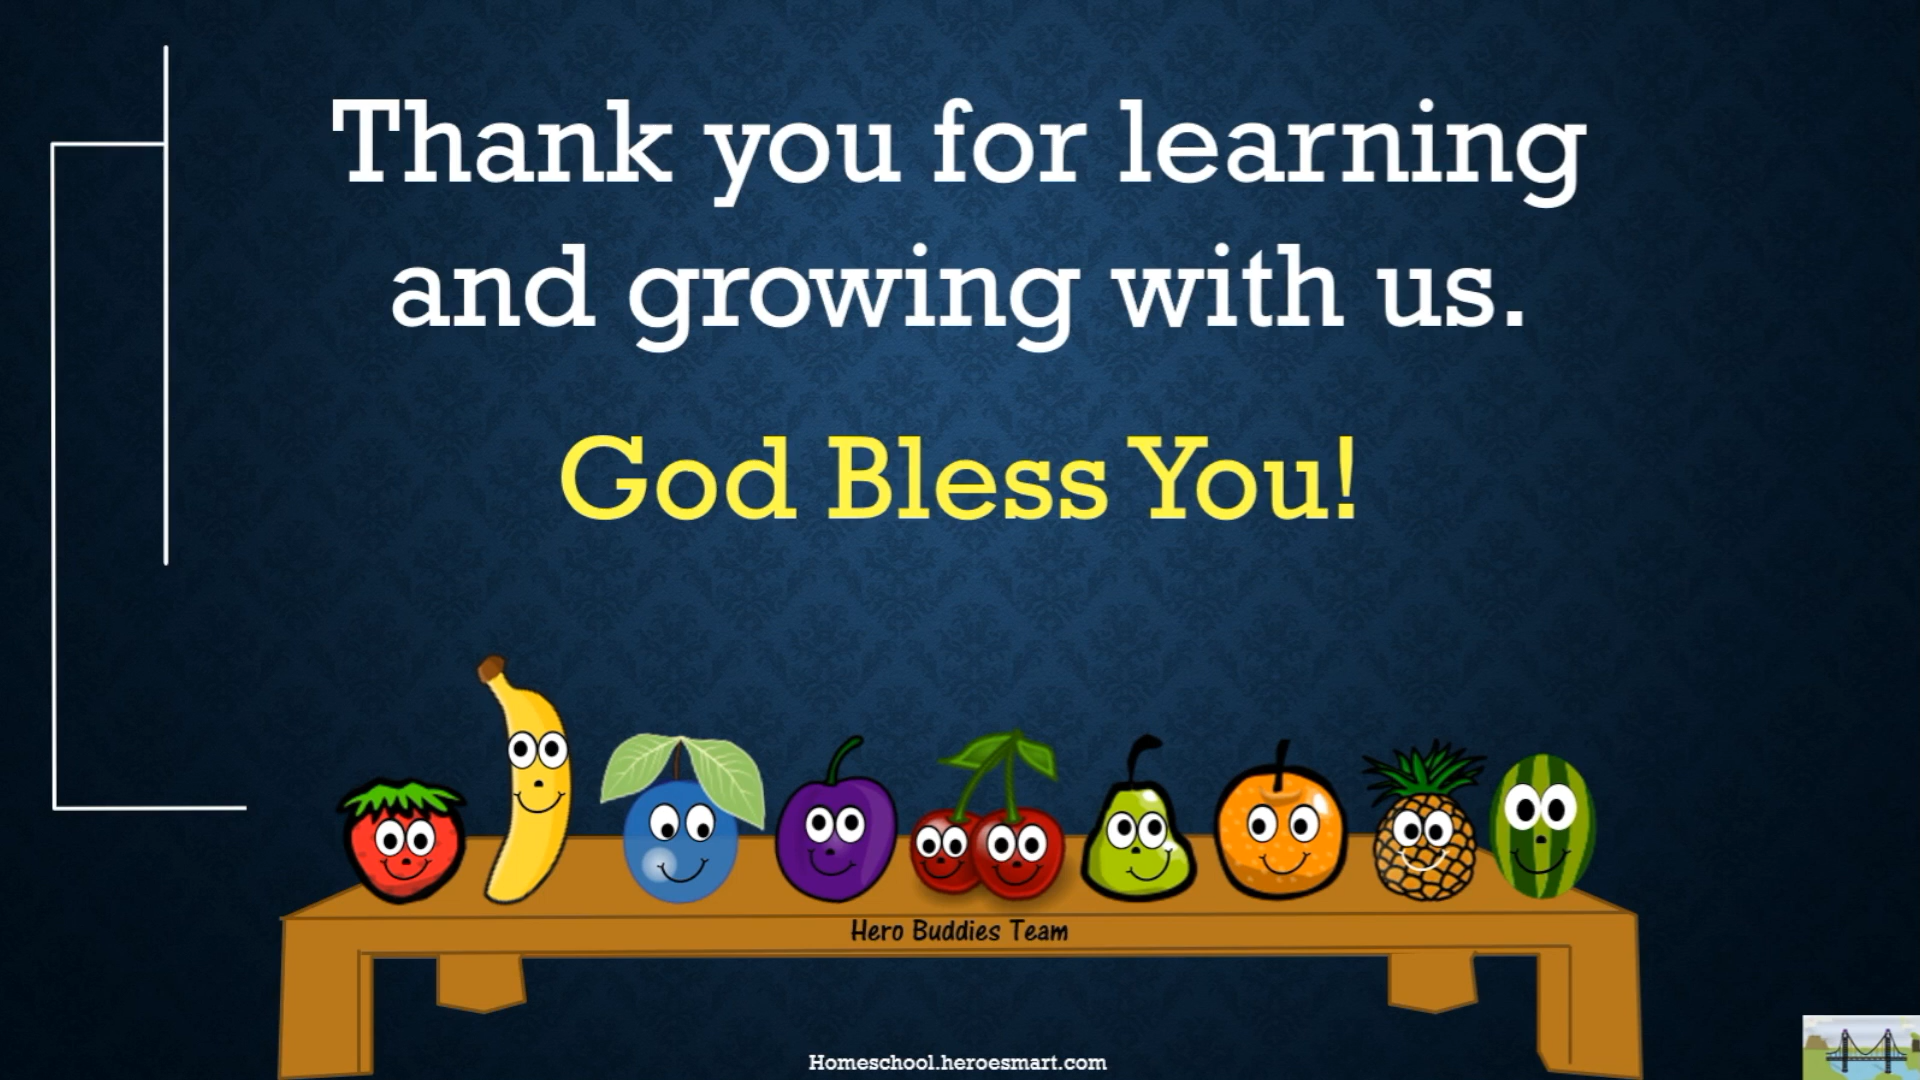 Thank you for learning
and growing with us.
God Bless You!
Hero Buddies Team
Homeschool.heroesmart.com